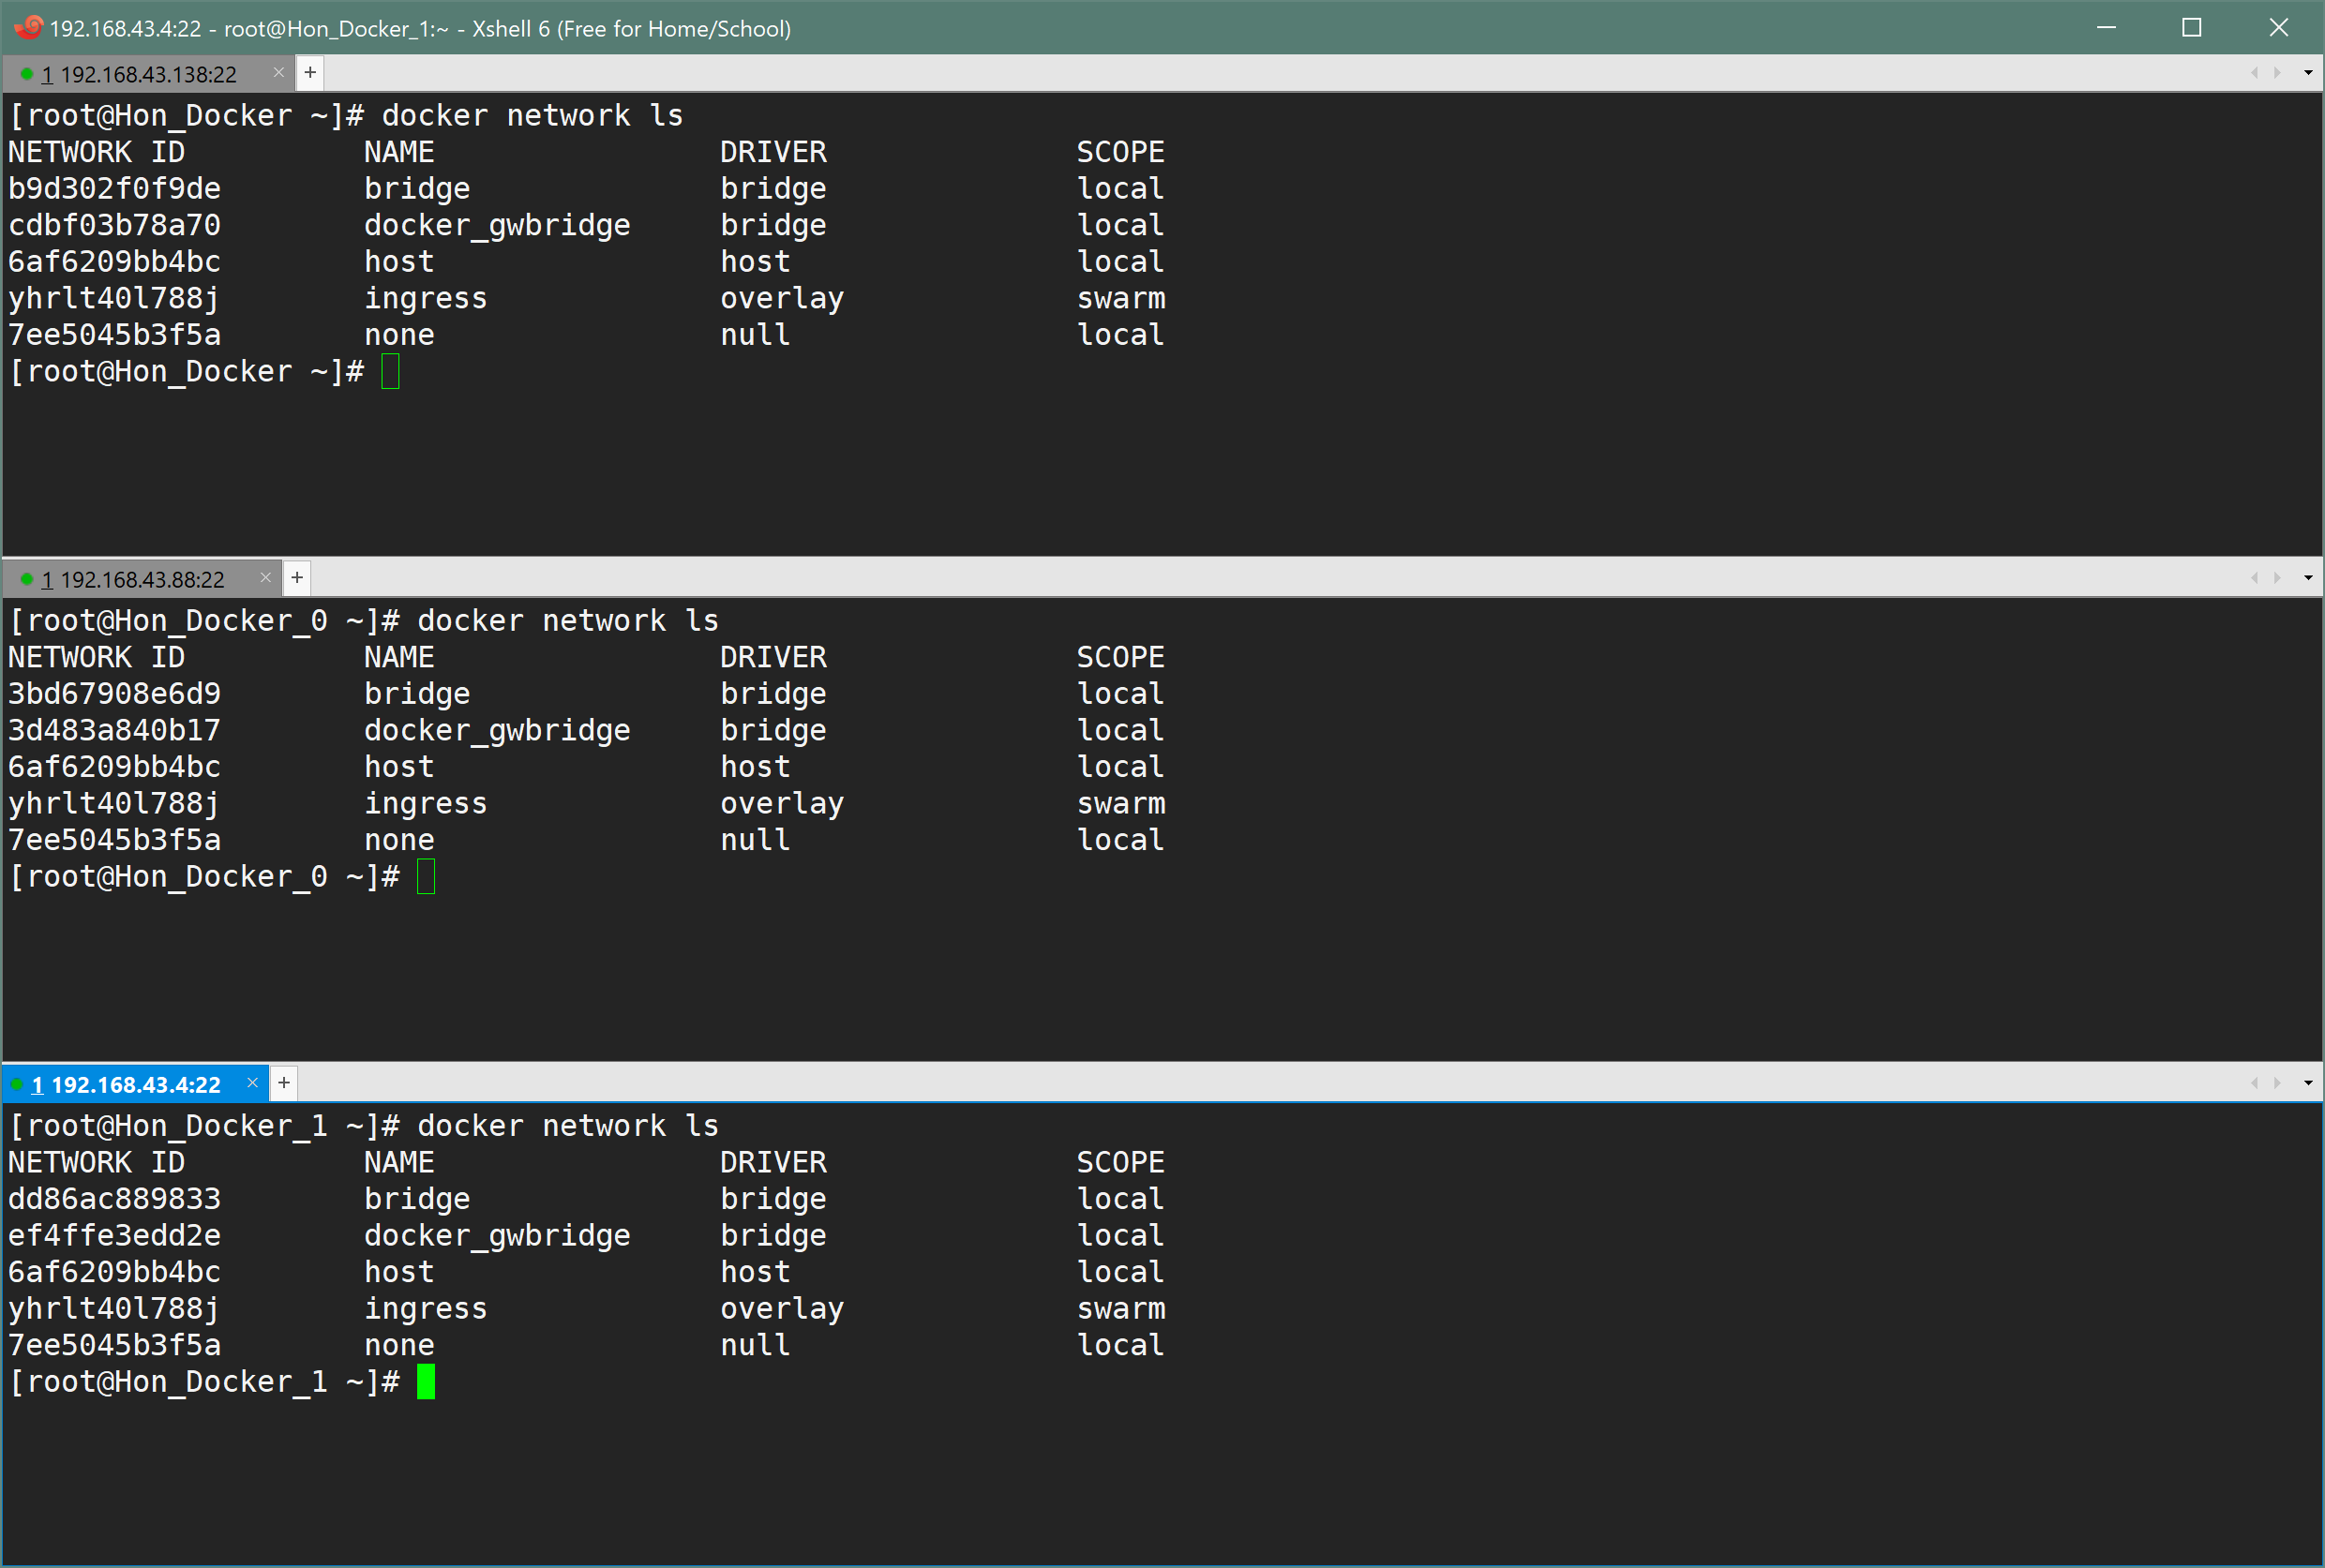 192.168.43.4:22 - root@Hon_Docker_1:~ - Xshell 6 (Free for Home/School)
1 192.168.43.138:22 × +
[root@Hon_Docker ~]# docker network ls
NETWORK ID NAME DRIVER SCOPE
b9d302f0f9de bridge bridge local
cdbf03b78a70 docker_gwbridge bridge local
6af6209bb4bc host host local
yhrlt40l788j ingress overlay swarm
7ee5045b3f5a none null local
[root@Hon_Docker ~]#
1 192.168.43.88:22 × +
[root@Hon_Docker_0 ~]# docker network ls
NETWORK ID NAME DRIVER SCOPE
3bd67908e6d9 bridge bridge local
3d483a840b17 docker_gwbridge bridge local
6af6209bb4bc host host local
yhrlt40l788j ingress overlay swarm
7ee5045b3f5a none null local
[root@Hon_Docker_0 ~]#
1 192.168.43.4:22 × +
[root@Hon_Docker_1 ~]# docker network ls
NETWORK ID NAME DRIVER SCOPE
dd86ac889833 bridge bridge local
ef4ffe3edd2e docker_gwbridge bridge local
6af6209bb4bc host host local
yhrlt40l788j ingress overlay swarm
7ee5045b3f5a none null local
[root@Hon_Docker_1 ~]#